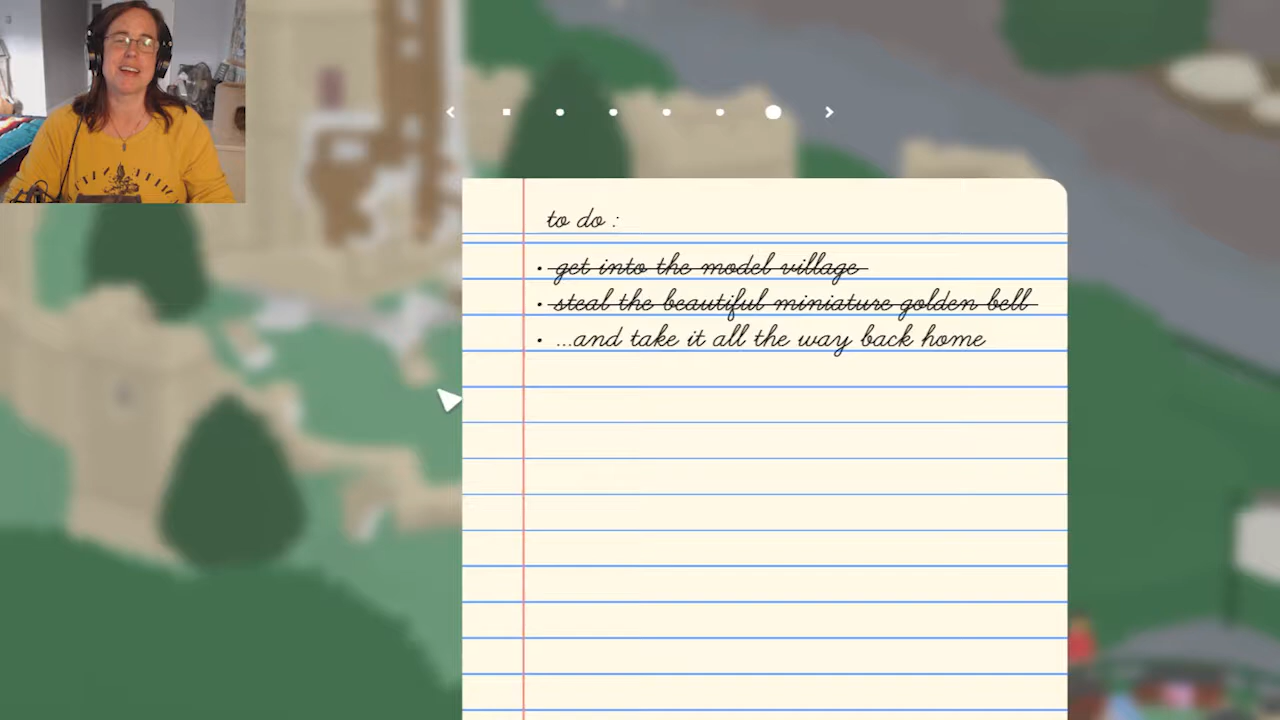 to do :
• get into the model village
• steal the beautiful miniature golden bell
• ...and take it all the way back home